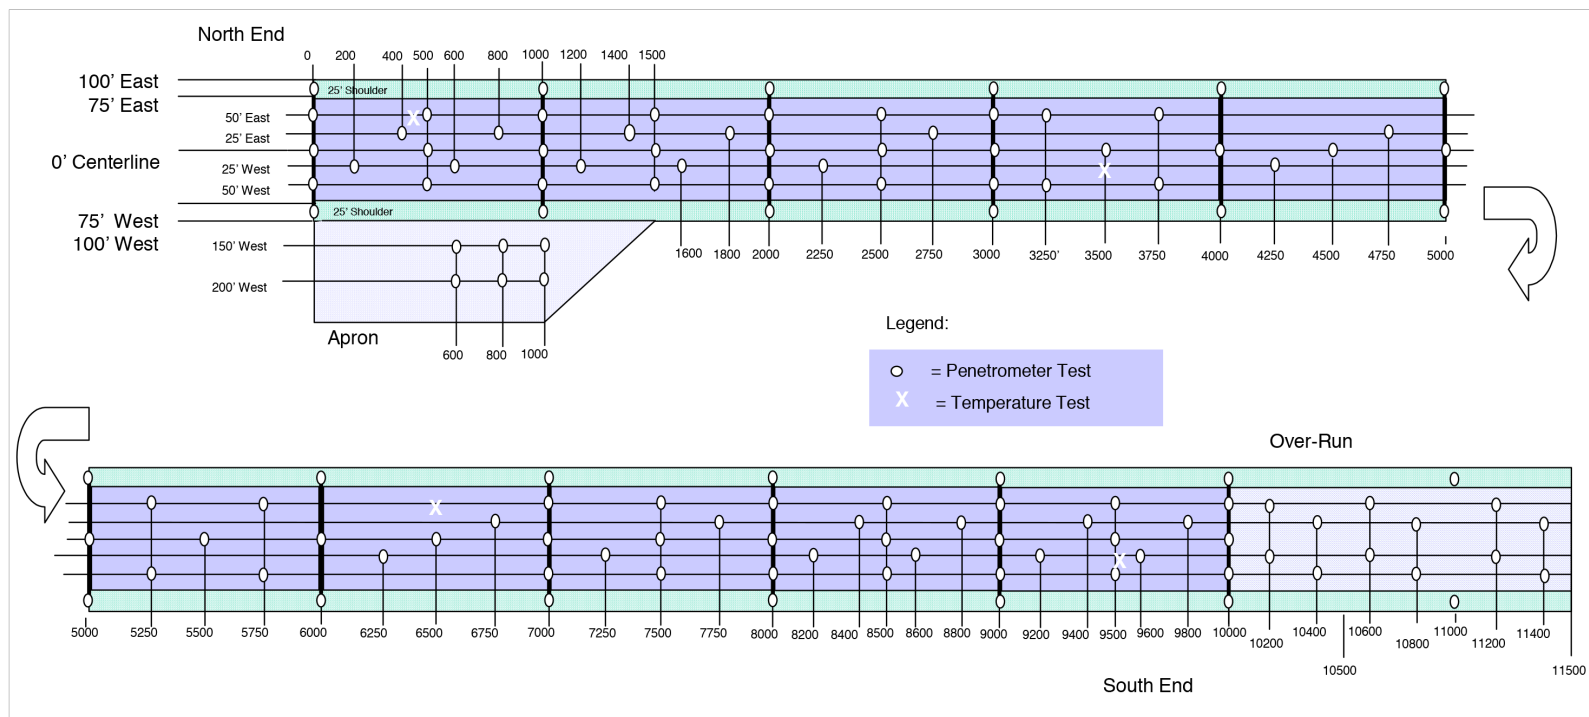 North End
0 200 400 500 600 800 1000 1200 1400 1500
100' East
25' Shoulder
75' East
50' East
25' East
0' Centerline
25' West
50' West
75' West
25' Shoulder
100' West
150' West
200' West
1600 1800 2000 2250 2500 2750 3000 3250' 3500 3750 4000 4250 4500 4750 5000
Apron
600 800 1000
Legend:
= Penetrometer Test
X = Temperature Test
X
X
Over-Run
X
X
5000 5250 5500 5750 6000 6250 6500 6750 7000 7250 7500 7750 8000 8200 8400 8500 8600 8800 9000 9200 9400 9500 9600 9800 10000 10200 10400 10600 10800 11000 11200 11400
10500 11500
South End